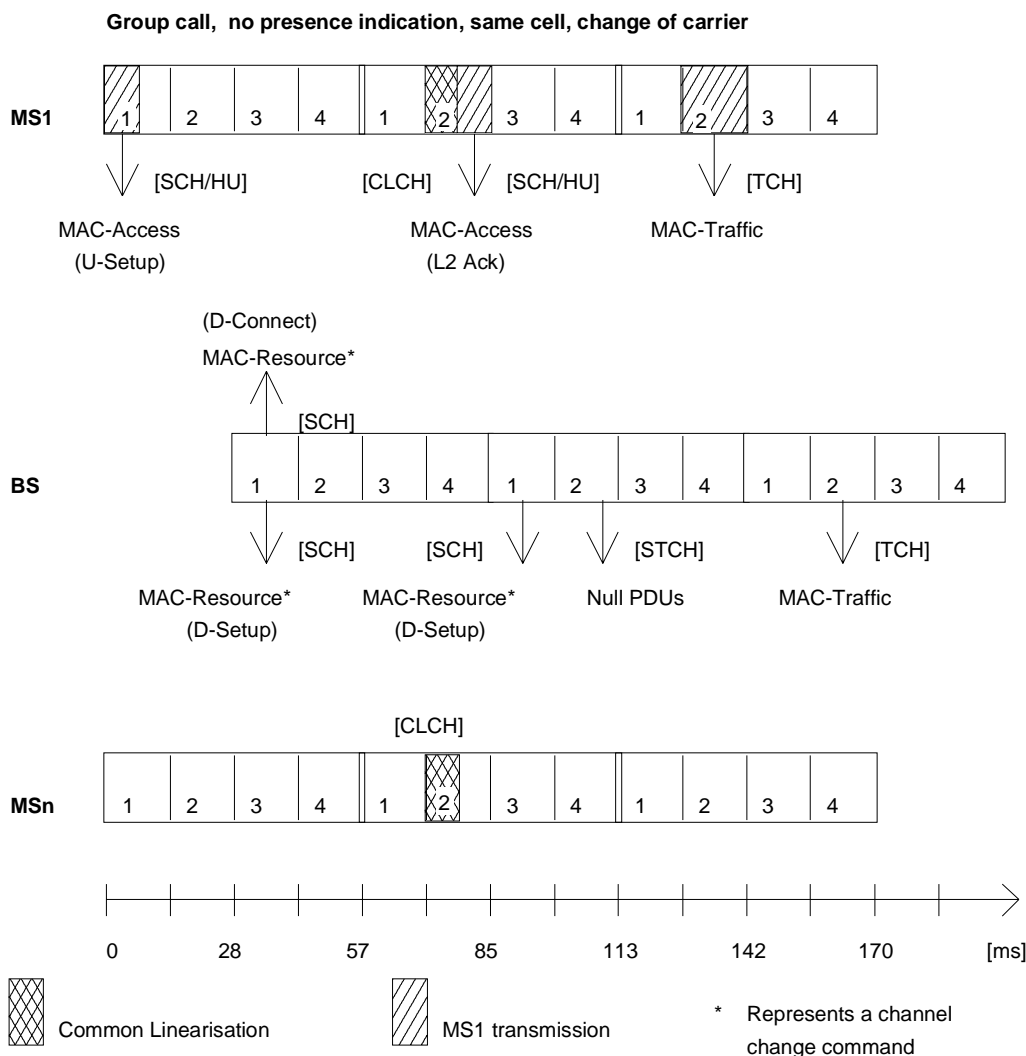 Group call, no presence indication, same cell, change of carrier
MS1
1 2 3 4 1 2 3 4 1 2 3 4
[SCH/HU] [CLCH] [SCH/HU] [TCH]
MAC-Access MAC-Access MAC-Traffic
(U-Setup) (L2 Ack)
(D-Connect)
MAC-Resource*
[SCH]
BS
1 2 3 4 1 2 3 4 1 2 3 4
[SCH] [SCH] [STCH] [TCH]
MAC-Resource* MAC-Resource* Null PDUs MAC-Traffic
(D-Setup) (D-Setup)
[CLCH]
MSn
1 2 3 4 1 2 3 4 1 2 3 4
0 28 57 85 113 142 170 [ms]
Common Linearisation MS1 transmission * Represents a channel
change command